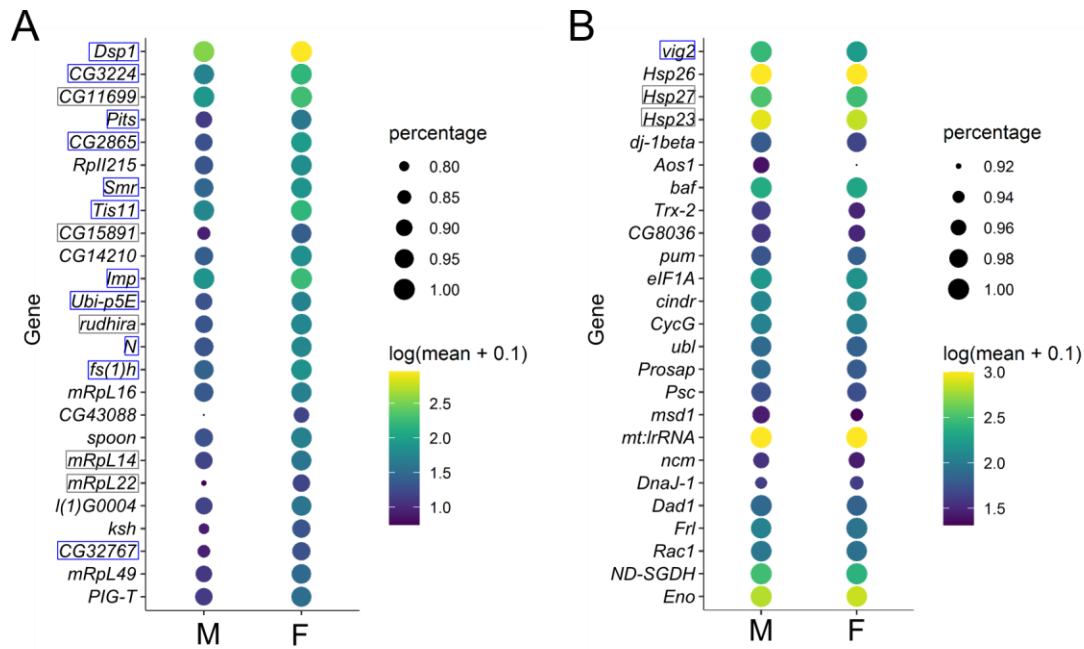 A
Dsp1
CG3224
CG11699
Pits
CG2865
RpII215
Smr
Tis11
CG15891
CG14210
Imp
Ubi-p5E
rudhira
N
fs(1)h
mRpL16
CG43088
spoon
mRpL14
mRpL22
l(1)G0004
ksh
CG32767
mRpL49
PIG-T
Gene
M F
percentage
0.80
0.85
0.90
0.95
1.00
log(mean + 0.1)
2.5
2.0
1.5
1.0
B
vig2
Hsp26
Hsp27
Hsp23
dj-1beta
Aos1
baf
Trx-2
CG8036
pum
eIF1A
cindr
CycG
ubl
Prosap
Psc
msd1
mt:lrRNA
ncm
DnaJ-1
Dad1
Frl
Rac1
ND-SGDH
Eno
Gene
M F
percentage
0.92
0.94
0.96
0.98
1.00
log(mean + 0.1)
3.0
2.5
2.0
1.5